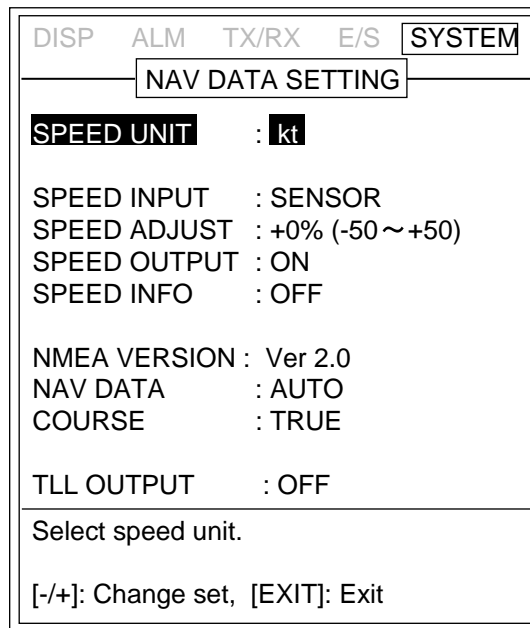 DISP ALM TX/RX E/S SYSTEM
NAV DATA SETTING
SPEED UNIT : kt
SPEED INPUT : SENSOR
SPEED ADJUST : +0% (-50～+50)
SPEED OUTPUT : ON
SPEED INFO : OFF
NMEA VERSION : Ver 2.0
NAV DATA : AUTO
COURSE : TRUE
TLL OUTPUT : OFF
Select speed unit.
[-/+]: Change set, [EXIT]: Exit